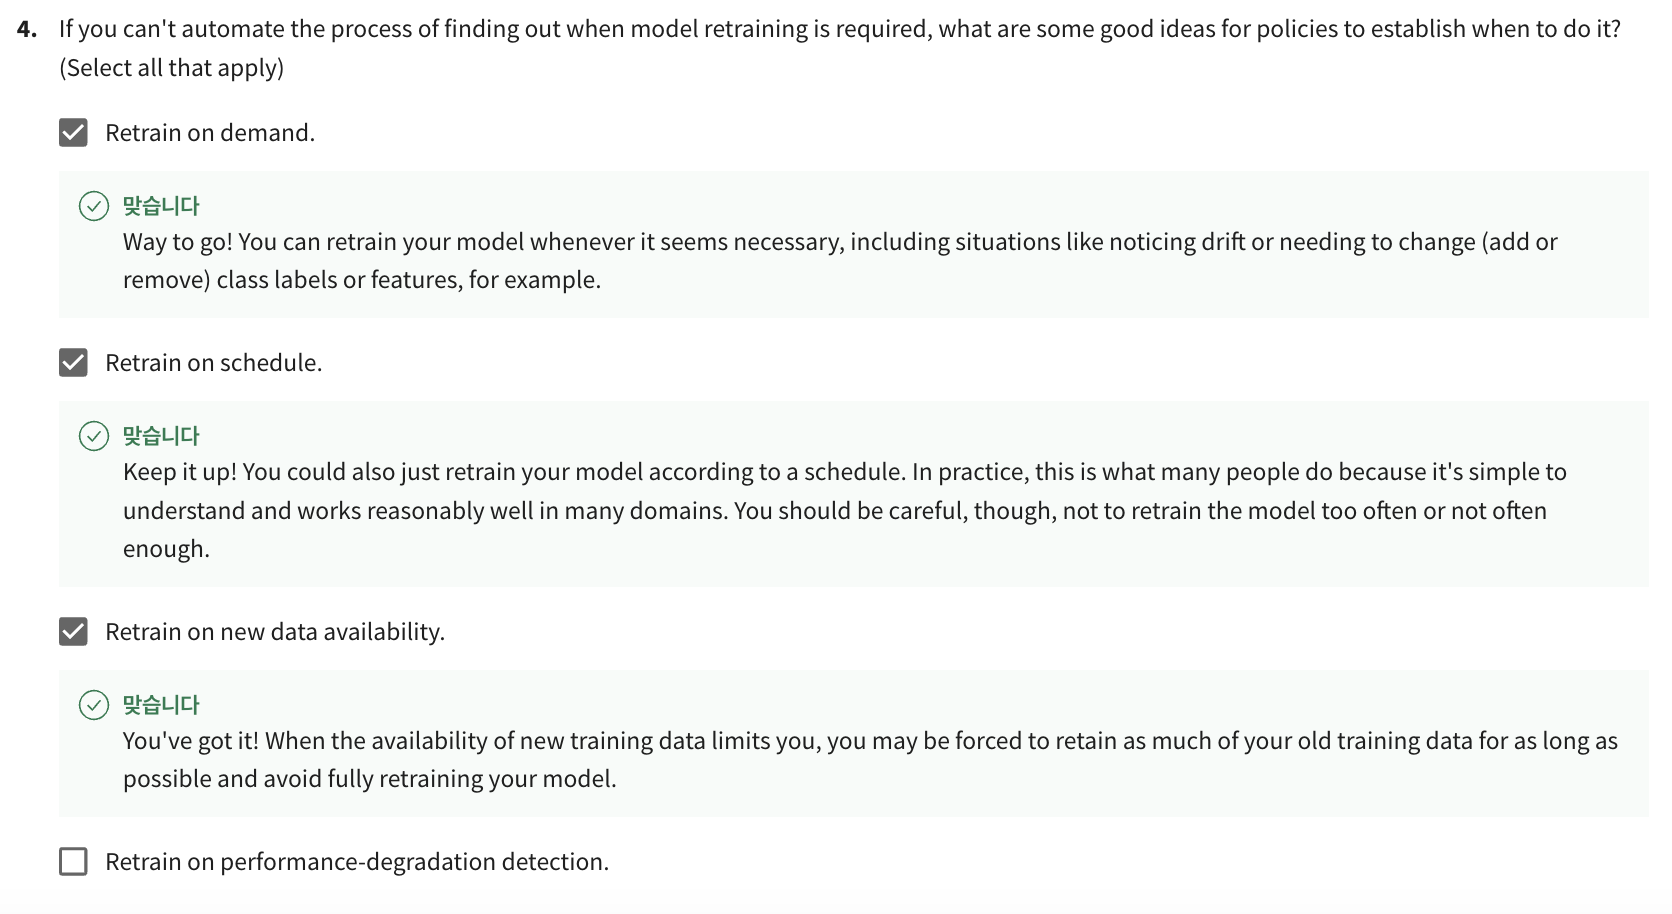 4. If you can't automate the process of finding out when model retraining is required, what are some good ideas for policies to establish when to do it?
(Select all that apply)
Retrain on demand.
맞습니다
Way to go! You can retrain your model whenever it seems necessary, including situations like noticing drift or needing to change (add or
remove) class labels or features, for example.
Retrain on schedule.
맞습니다
Keep it up! You could also just retrain your model according to a schedule. In practice, this is what many people do because it's simple to
understand and works reasonably well in many domains. You should be careful, though, not to retrain the model too often or not often
enough.
Retrain on new data availability.
맞습니다
You've got it! When the availability of new training data limits you, you may be forced to retain as much of your old training data for as long as
possible and avoid fully retraining your model.
Retrain on performance-degradation detection.